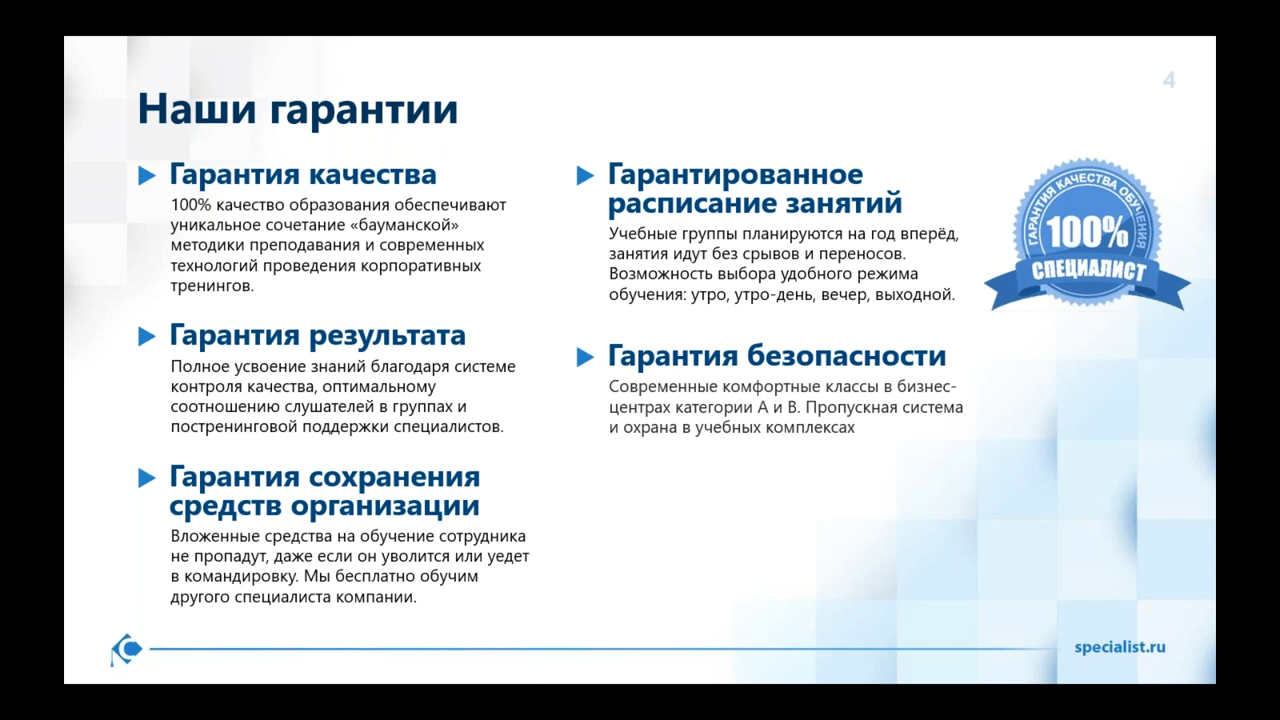 4
Наши гарантии
Гарантия качества
100% качество образования обеспечивают
уникальное сочетание «бауманской»
методики преподавания и современных
технологий проведения корпоративных
тренингов.
Гарантия результата
Полное усвоение знаний благодаря системе
контроля качества, оптимальному
соотношению слушателей в группах и
постренинговой поддержки специалистов.
Гарантия сохранения
средств организации
Вложенные средства на обучение сотрудника
не пропадут, даже если он уволится или уедет
в командировку. Мы бесплатно обучим
другого специалиста компании.
Гарантированное
расписание занятий
Учебные группы планируются на год вперёд,
занятия идут без срывов и переносов.
Возможность выбора удобного режима
обучения: утро, утро-день, вечер, выходной.
Гарантия безопасности
Современные комфортные классы в бизнес-
центрах категории А и В. Пропускная система
и охрана в учебных комплексах
ГАРАНТИЯ КАЧЕСТВА ОБУЧЕНИЯ
100%
СПЕЦИАЛИСТ
specialist.ru